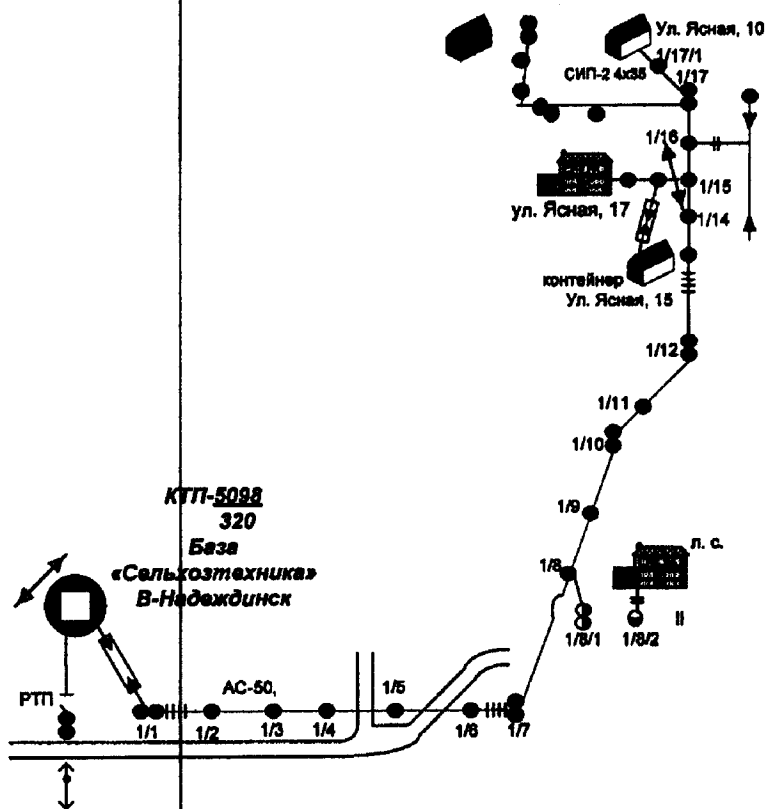 Ул. Ясная, 10
1/17/1
СИП-2 4х35
1/17
1/16
1/15
ул. Ясная, 17
1/14
контейнер
Ул. Ясная, 15
1/12
1/11
1/10
КТП-5098
320
База
«Сельхозтехника»
В-Надеждинск
1/9
л. с.
1/8
1/8/1
1/8/2
II
РТП
АС-50,
1/5
1/1
1/2
1/3
1/4
1/6
1/7